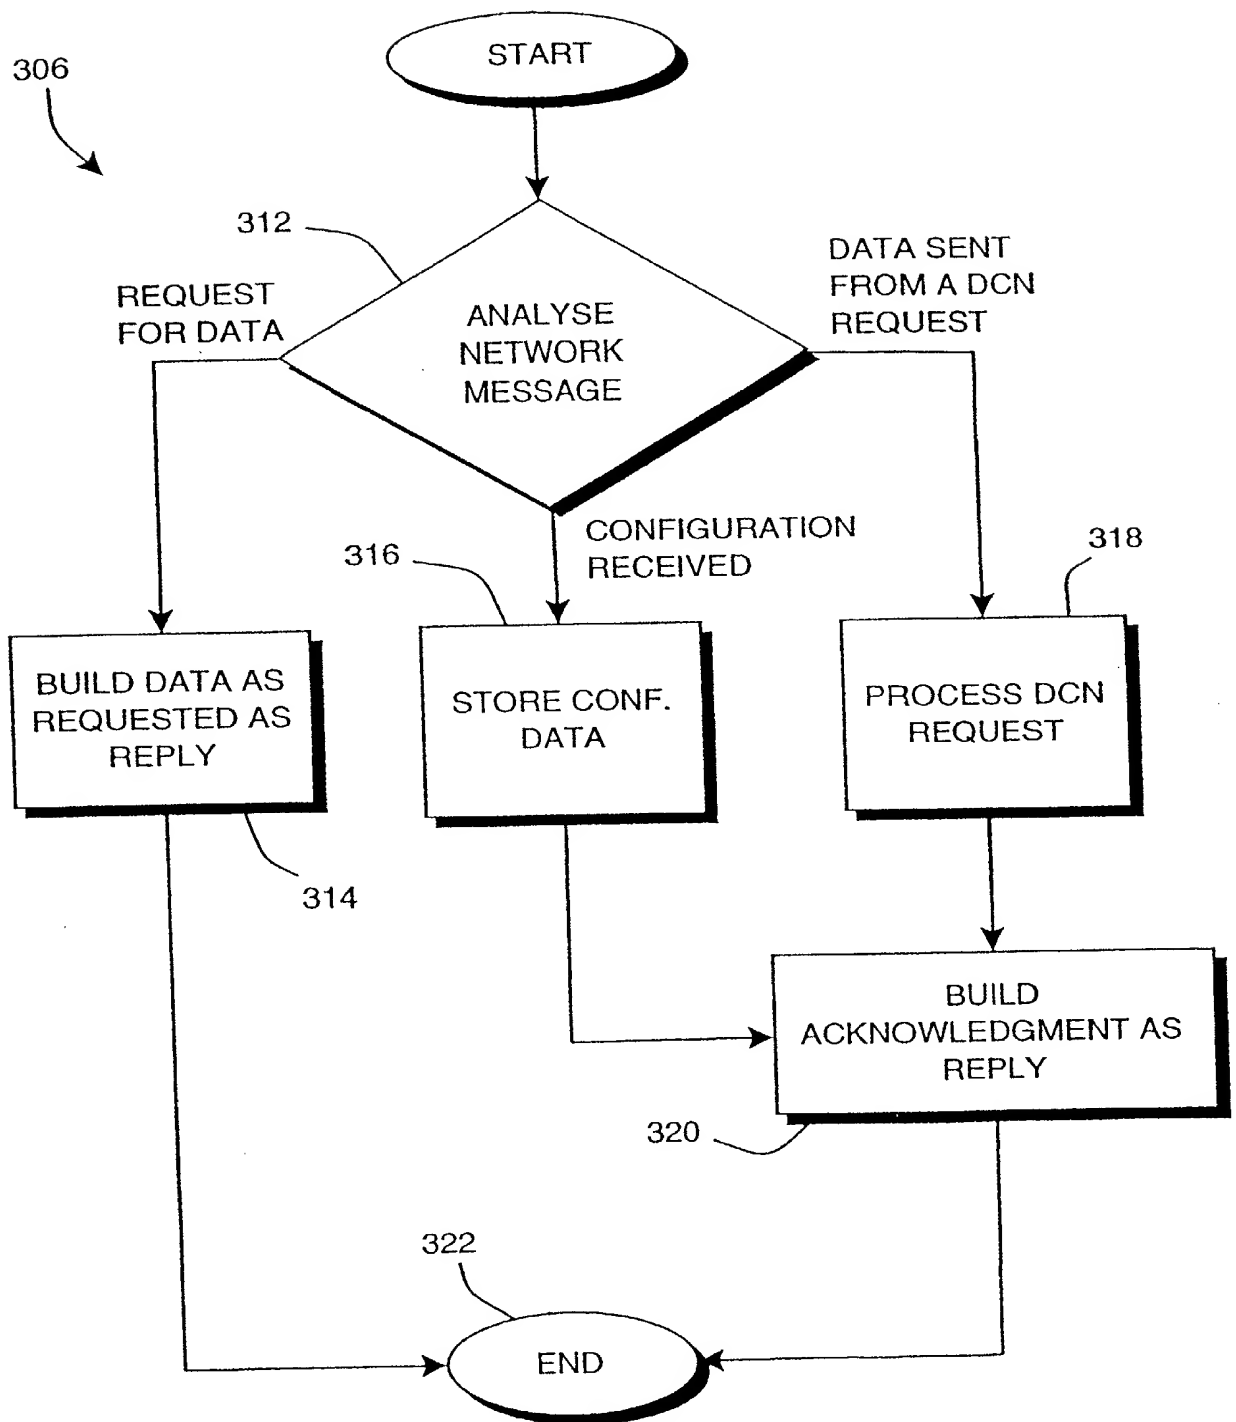 START
306
312
REQUEST
FOR DATA
ANALYSE
NETWORK
MESSAGE
DATA SENT
FROM A DCN
REQUEST
CONFIGURATION
RECEIVED
316
318
BUILD DATA AS
REQUESTED AS
REPLY
STORE CONF.
DATA
PROCESS DCN
REQUEST
314
BUILD
ACKNOWLEDGMENT AS
REPLY
320
322
END